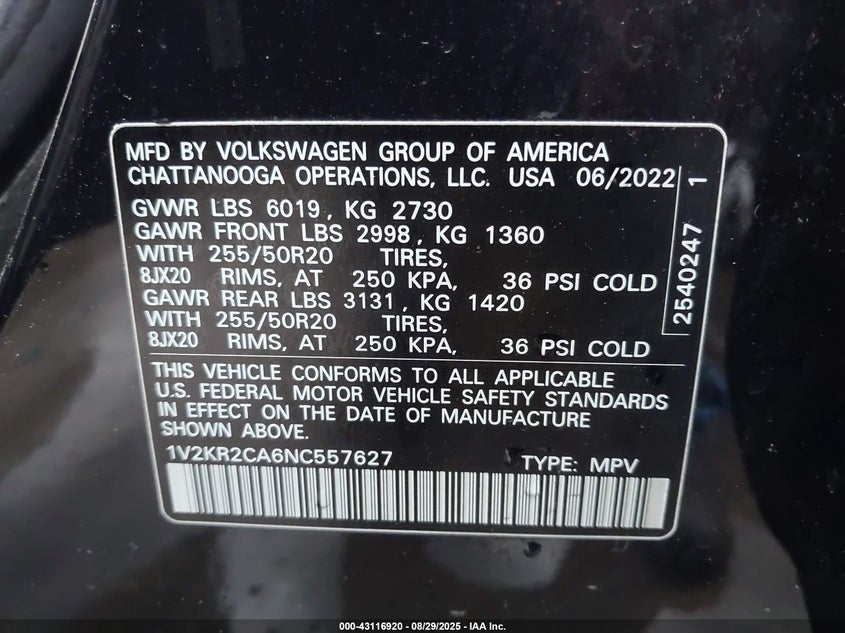 MFD BY VOLKSWAGEN GROUP OF AMERICA
CHATTANOOGA OPERATIONS, LLC. USA 06/2022
GVWR LBS 6019, KG 2730
GAWR FRONT LBS 2998, KG 1360
WITH 255/50R20 TIRES,
8JX20 RIMS, AT 250 KPA, 36 PSI COLD
GAWR REAR LBS 3131, KG 1420
WITH 255/50R20 TIRES,
8JX20 RIMS, AT 250 KPA, 36 PSI COLD
2540247 1
THIS VEHICLE CONFORMS TO ALL APPLICABLE
U.S. FEDERAL MOTOR VEHICLE SAFETY STANDARDS
IN EFFECT ON THE DATE OF MANUFACTURE
SHOWN ABOVE.
1V2KR2CA6NC557627 TYPE: MPV
000-43116920 - 08/29/2025 - IAA Inc.